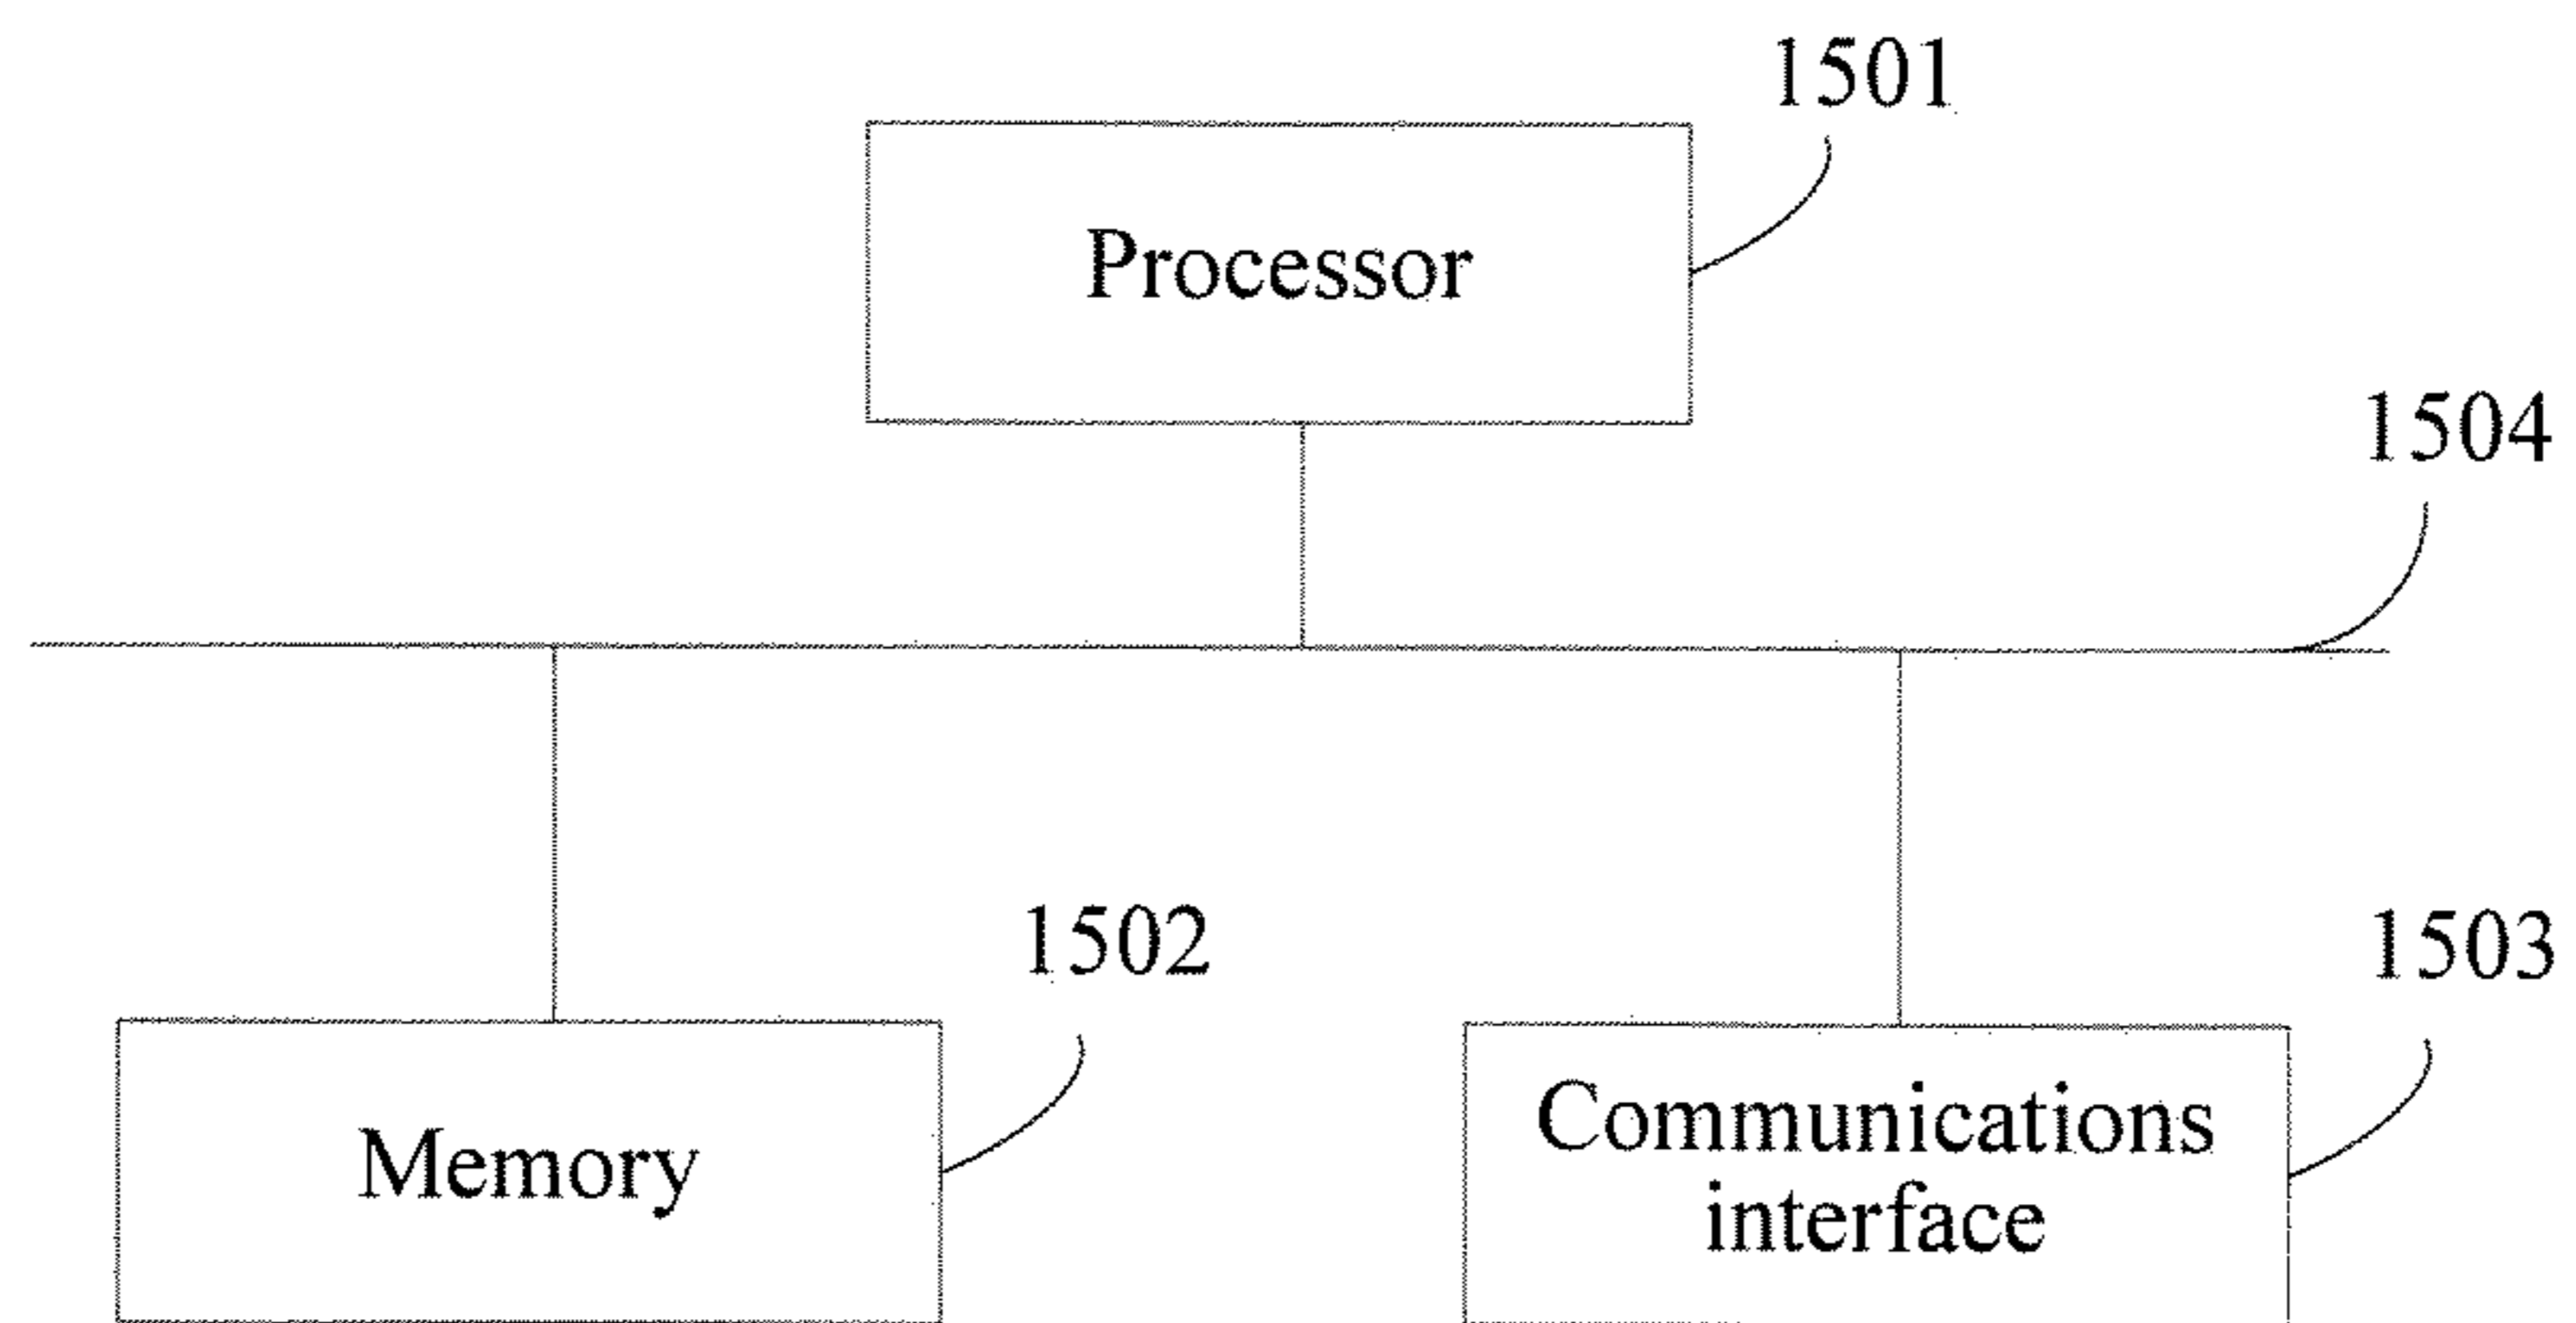 1501
Processor
1504
1502
1503
Memory
Communications
interface